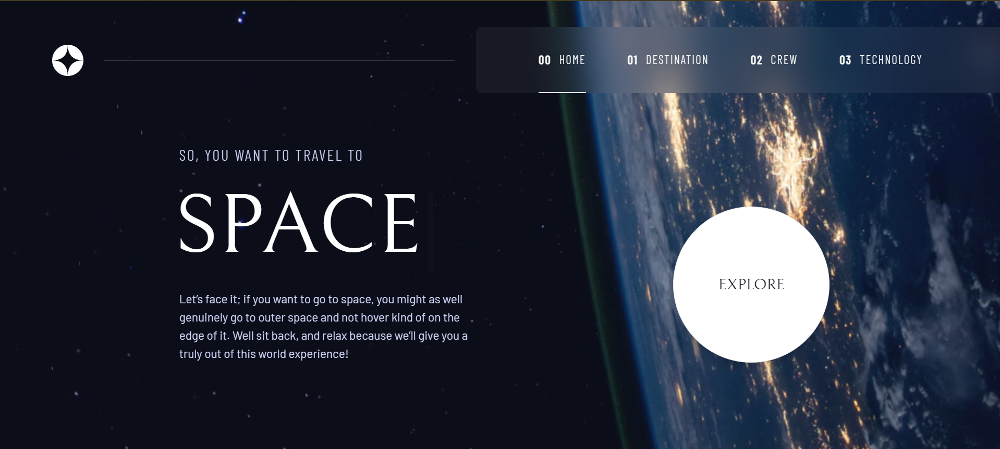 00 HOME 01 DESTINATION 02 CREW 03 TECHNOLOGY
SO, YOU WANT TO TRAVEL TO
SPACE
Let’s face it; if you want to go to space, you might as well
genuinely go to outer space and not hover kind of on the
edge of it. Well sit back, and relax because we’ll give you a
truly out of this world experience!
EXPLORE